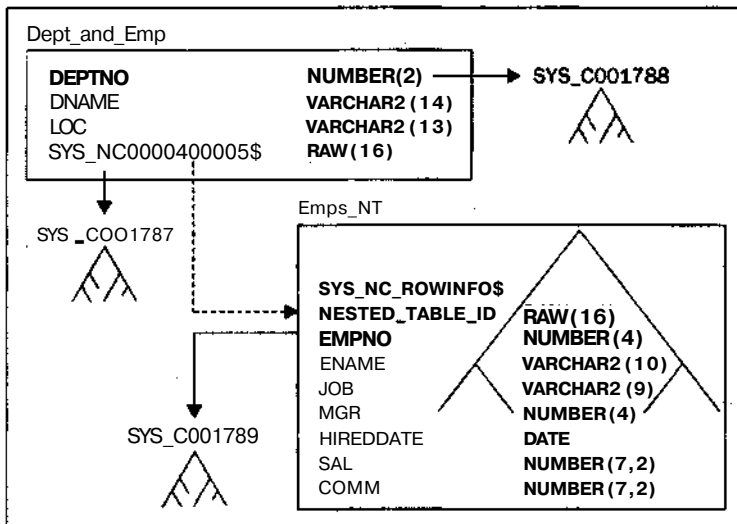 Dept_and_Emp
DEPTNO NUMBER(2) SYS_C001788
DNAME VARCHAR2(14)
LOC VARCHAR2(13)
SYS_NC0000400005$ RAW(16)
SYS_COO1787
Emps_NT
SYS_NC_ROWINFO$
NESTED_TABLE_ID RAW(16)
EMPNO NUMBER(4)
ENAME VARCHAR2(10)
JOB VARCHAR2(9)
MGR NUMBER(4)
HIREDDATE DATE
SAL NUMBER(7,2)
COMM NUMBER(7,2)
SYS_C001789